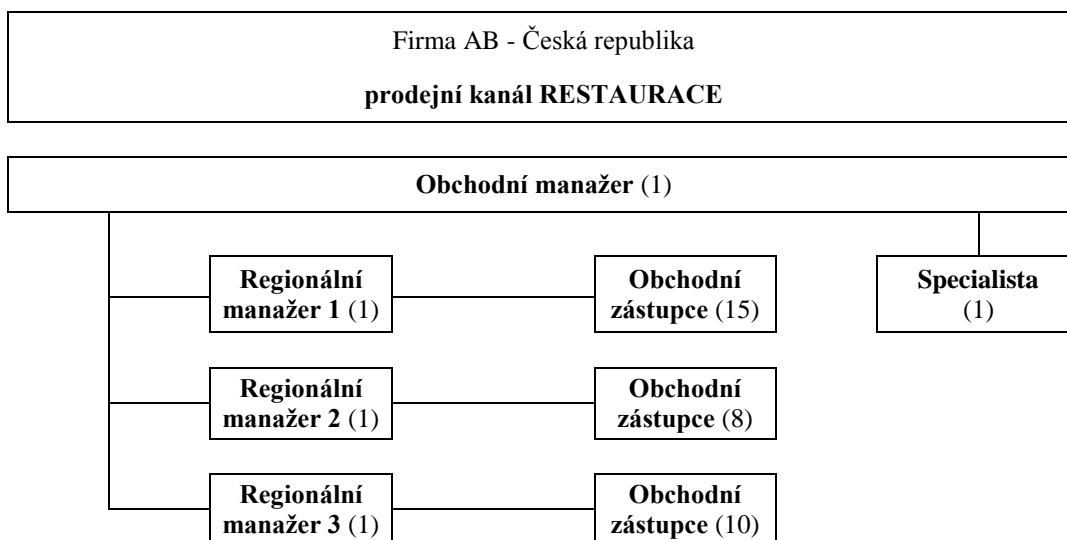 Firma AB - Česká republika
prodejní kanál RESTAURACE
Obchodní manažer (1)
Regionální
manažer 1 (1)
Obchodní
zástupce (15)
Specialista
(1)
Regionální
manažer 2 (1)
Obchodní
zástupce (8)
Regionální
manažer 3 (1)
Obchodní
zástupce (10)